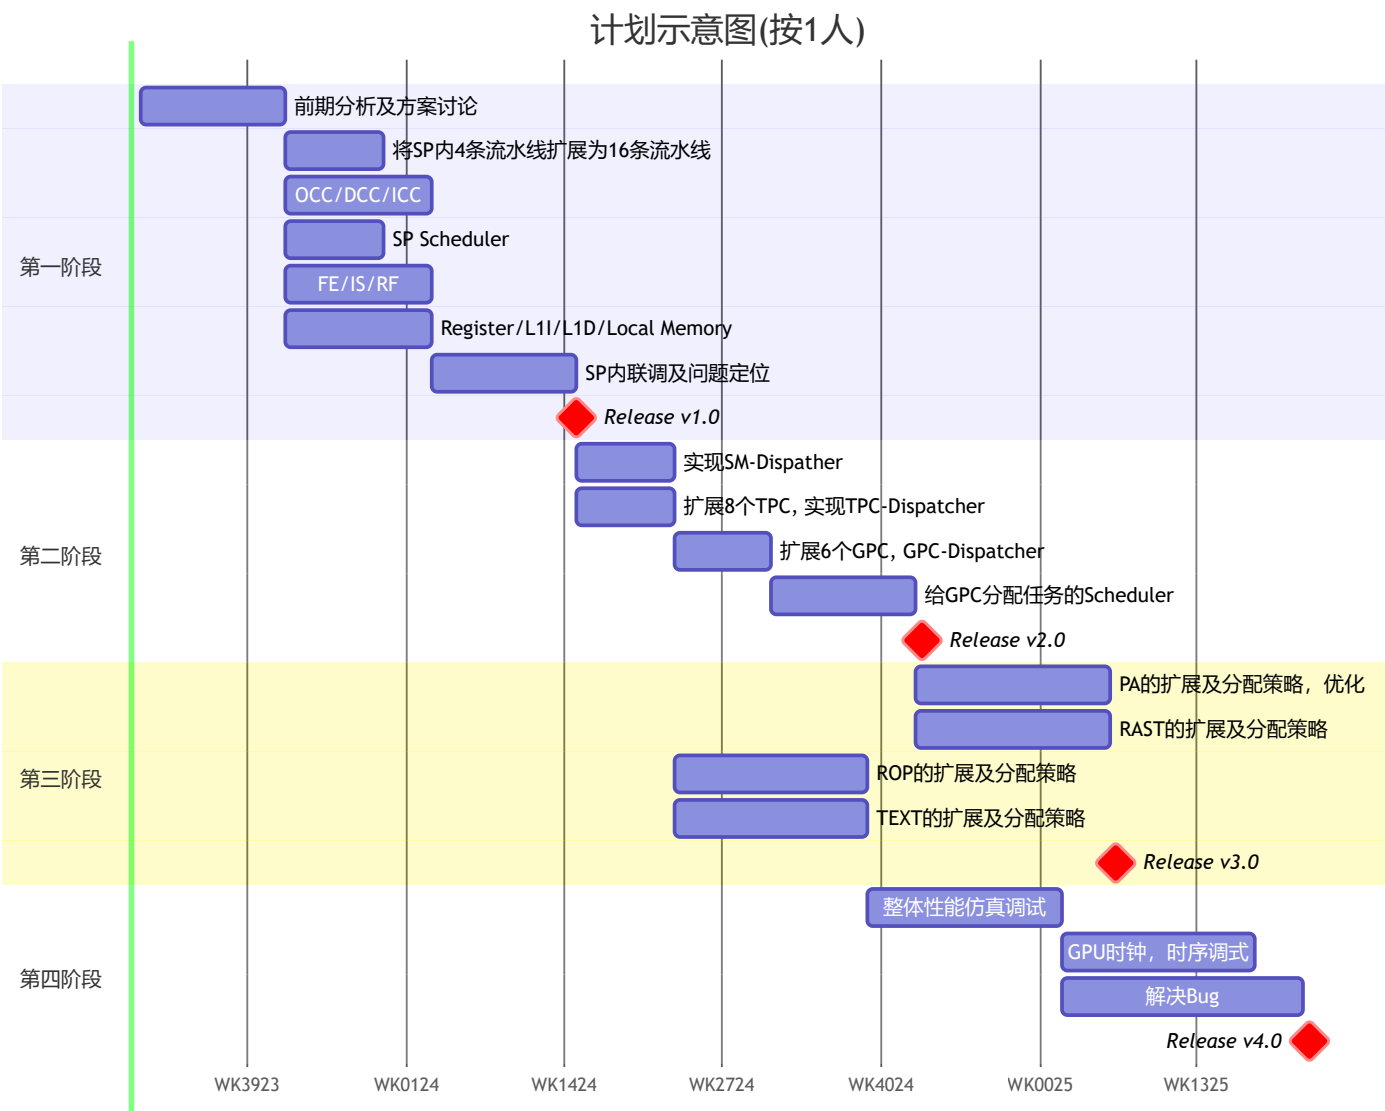 计划示意图(按1人)
前期分析及方案讨论
将SP内4条流水线扩展为16条流水线
OCC/DCC/ICC
SP Scheduler
第一阶段
FE/IS/RF
Register/L1I/L1D/Local Memory
SP内联调及问题定位
Release v1.0
实现SM-Dispather
扩展8个TPC, 实现TPC-Dispatcher
第二阶段
扩展6个GPC, GPC-Dispatcher
给GPC分配任务的Scheduler
Release v2.0
PA的扩展及分配策略，优化
RAST的扩展及分配策略
第三阶段
ROP的扩展及分配策略
TEXT的扩展及分配策略
Release v3.0
整体性能仿真调试
GPU时钟，时序调式
第四阶段
解决Bug
Release v4.0
WK3923 WK0124 WK1424 WK2724 WK4024 WK0025 WK1325